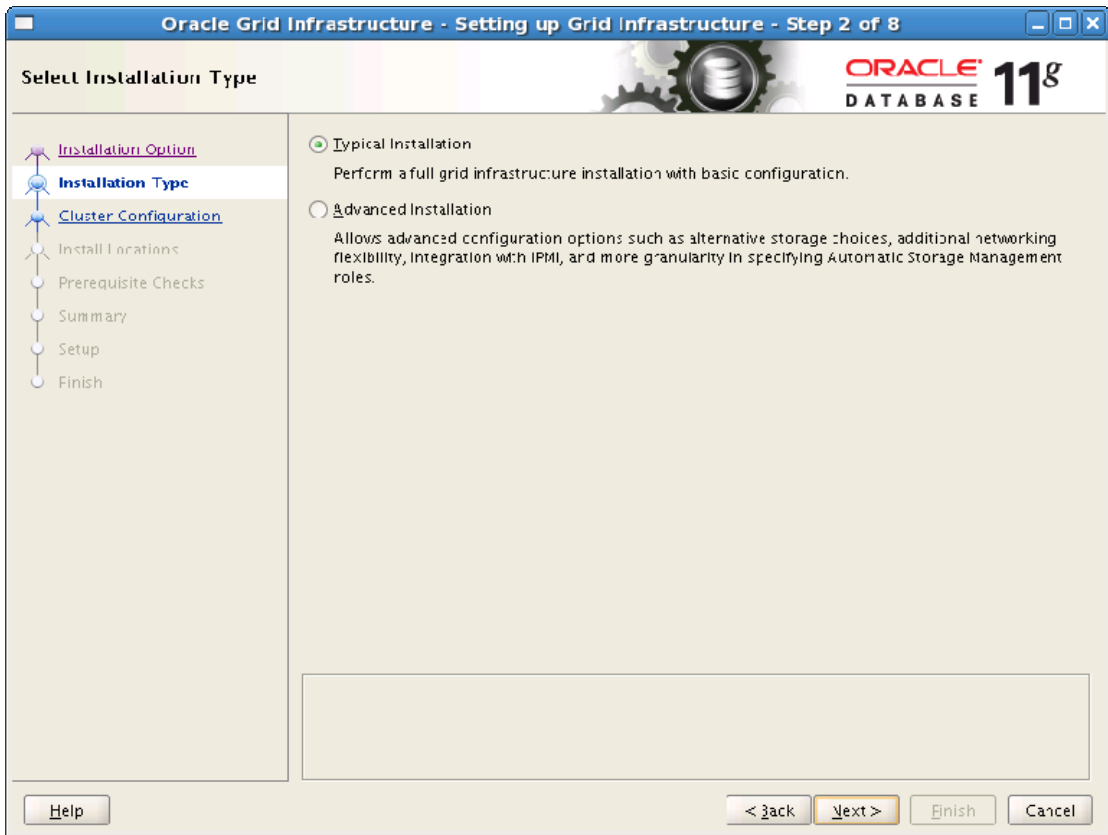 Oracle Grid Infrastructure - Setting up Grid Infrastructure - Step 2 of 8
Select Installation Type
ORACLE
DATABASE
11g
Installation Option
Installation Type
Cluster Configuration
Install Locations
Prerequisite Checks
Summary
Setup
Finish
Typical Installation
Perform a full grid infrastructure installation with basic configuration.
Advanced Installation
Allows advanced configuration options such as alternative storage choices, additional networking
flexibility, integration with IPMI, and more granularity in specifying Automatic Storage Management
roles.
Help
< Back
Next >
Finish
Cancel